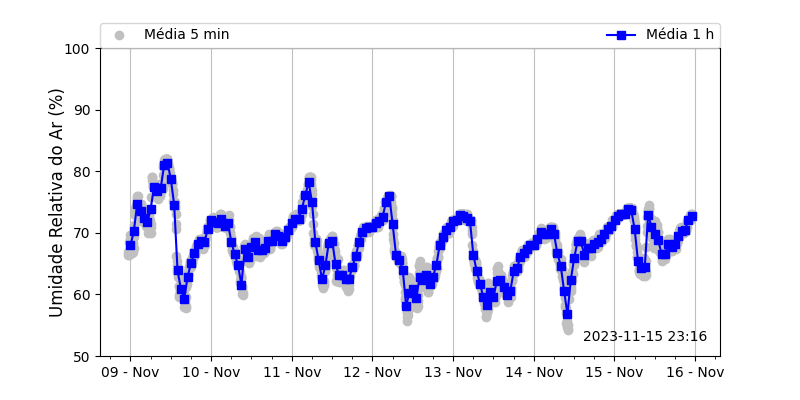 Média 5 min
Média 1 h
Umidade Relativa do Ar (%)
100
90
80
70
60
50
2023-11-15 23:16
09 - Nov
10 - Nov
11 - Nov
12 - Nov
13 - Nov
14 - Nov
15 - Nov
16 - Nov